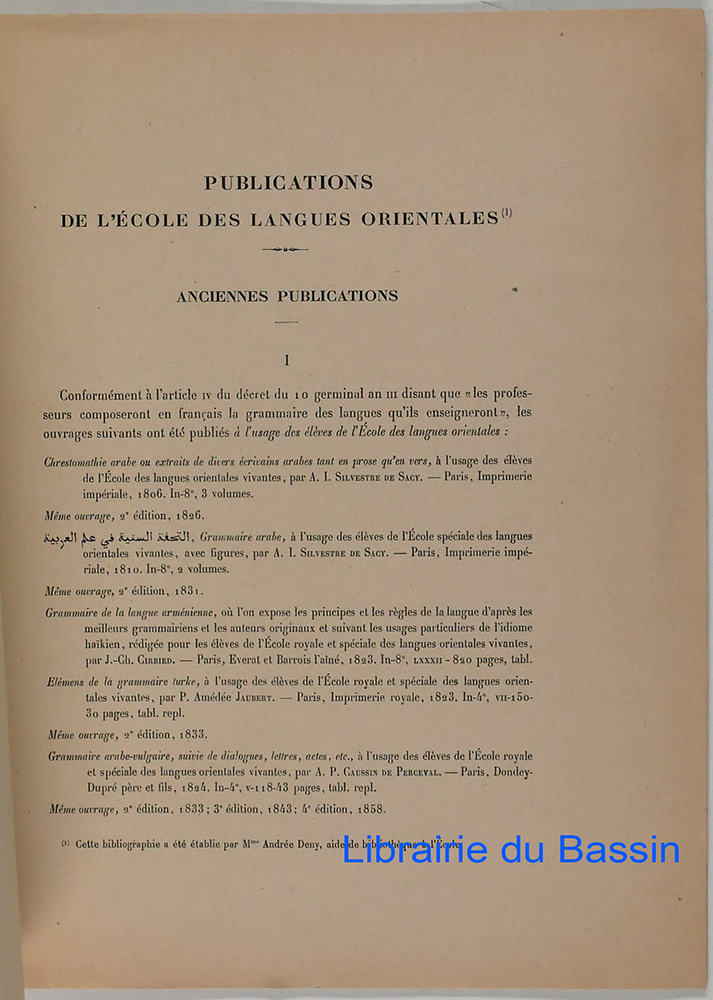 PUBLICATIONS
DE L'ÉCOLE DES LANGUES ORIENTALES (1)
ANCIENNES PUBLICATIONS
I
Conformément à l'article IV du décret du 10 germinal an III disant que «les profes-
seurs composeront en français la grammaire des langues qu'ils enseigneront», les
ouvrages suivants ont été publiés à l'usage des élèves de l'École des langues orientales :
Chrestomathie arabe ou extraits de divers écrivains arabes tant en prose qu'en vers, à l'usage des élèves
de l'École des langues orientales vivantes, par A. I. SILVESTRE DE SACY. — Paris, Imprimerie
impériale, 1806. In-8°, 3 volumes.
Même ouvrage, 2e édition, 1826.
التحفة السنية في علم العربية, Grammaire arabe, à l'usage des élèves de l'École spéciale des langues
orientales vivantes, avec figures, par A. I. SILVESTRE DE SACY. — Paris, Imprimerie impé-
riale, 1810. In-8°, 2 volumes.
Même ouvrage, 2e édition, 1831.
Grammaire de la langue arménienne, où l'on expose les principes et les règles de la langue d'après les
meilleurs grammairiens et les auteurs originaux et suivant les usages particuliers de l'idiome
haïkien, rédigée pour les élèves de l'École royale et spéciale des langues orientales vivantes,
par J.-Ch. CIRBIED. — Paris, Everat et Barrois l'aîné, 1823. In-8°, LXXXII - 820 pages, tabl.
Elémens de la grammaire turke, à l'usage des élèves de l'École royale et spéciale des langues orien-
tales vivantes, par P. Amédée JAUBERT. — Paris, Imprimerie royale, 1823. In-4°, VII-150-
30 pages, tabl. repl.
Même ouvrage, 2e édition, 1833.
Grammaire arabe-vulgaire, suivie de dialogues, lettres, actes, etc., à l'usage des élèves de l'École royale
et spéciale des langues orientales vivantes, par A. P. CAUSSIN DE PERCEVAL. — Paris, Dondey-
Dupré père et fils, 1824. In-4°, V-118-43 pages, tabl. repl.
Même ouvrage, 2e édition, 1833; 3e édition, 1843; 4e édition, 1858.
(1) Cette bibliographie a été établie par Mme Andrée Deny, aide de bibliothèque à l'École.
Librairie du Bassin